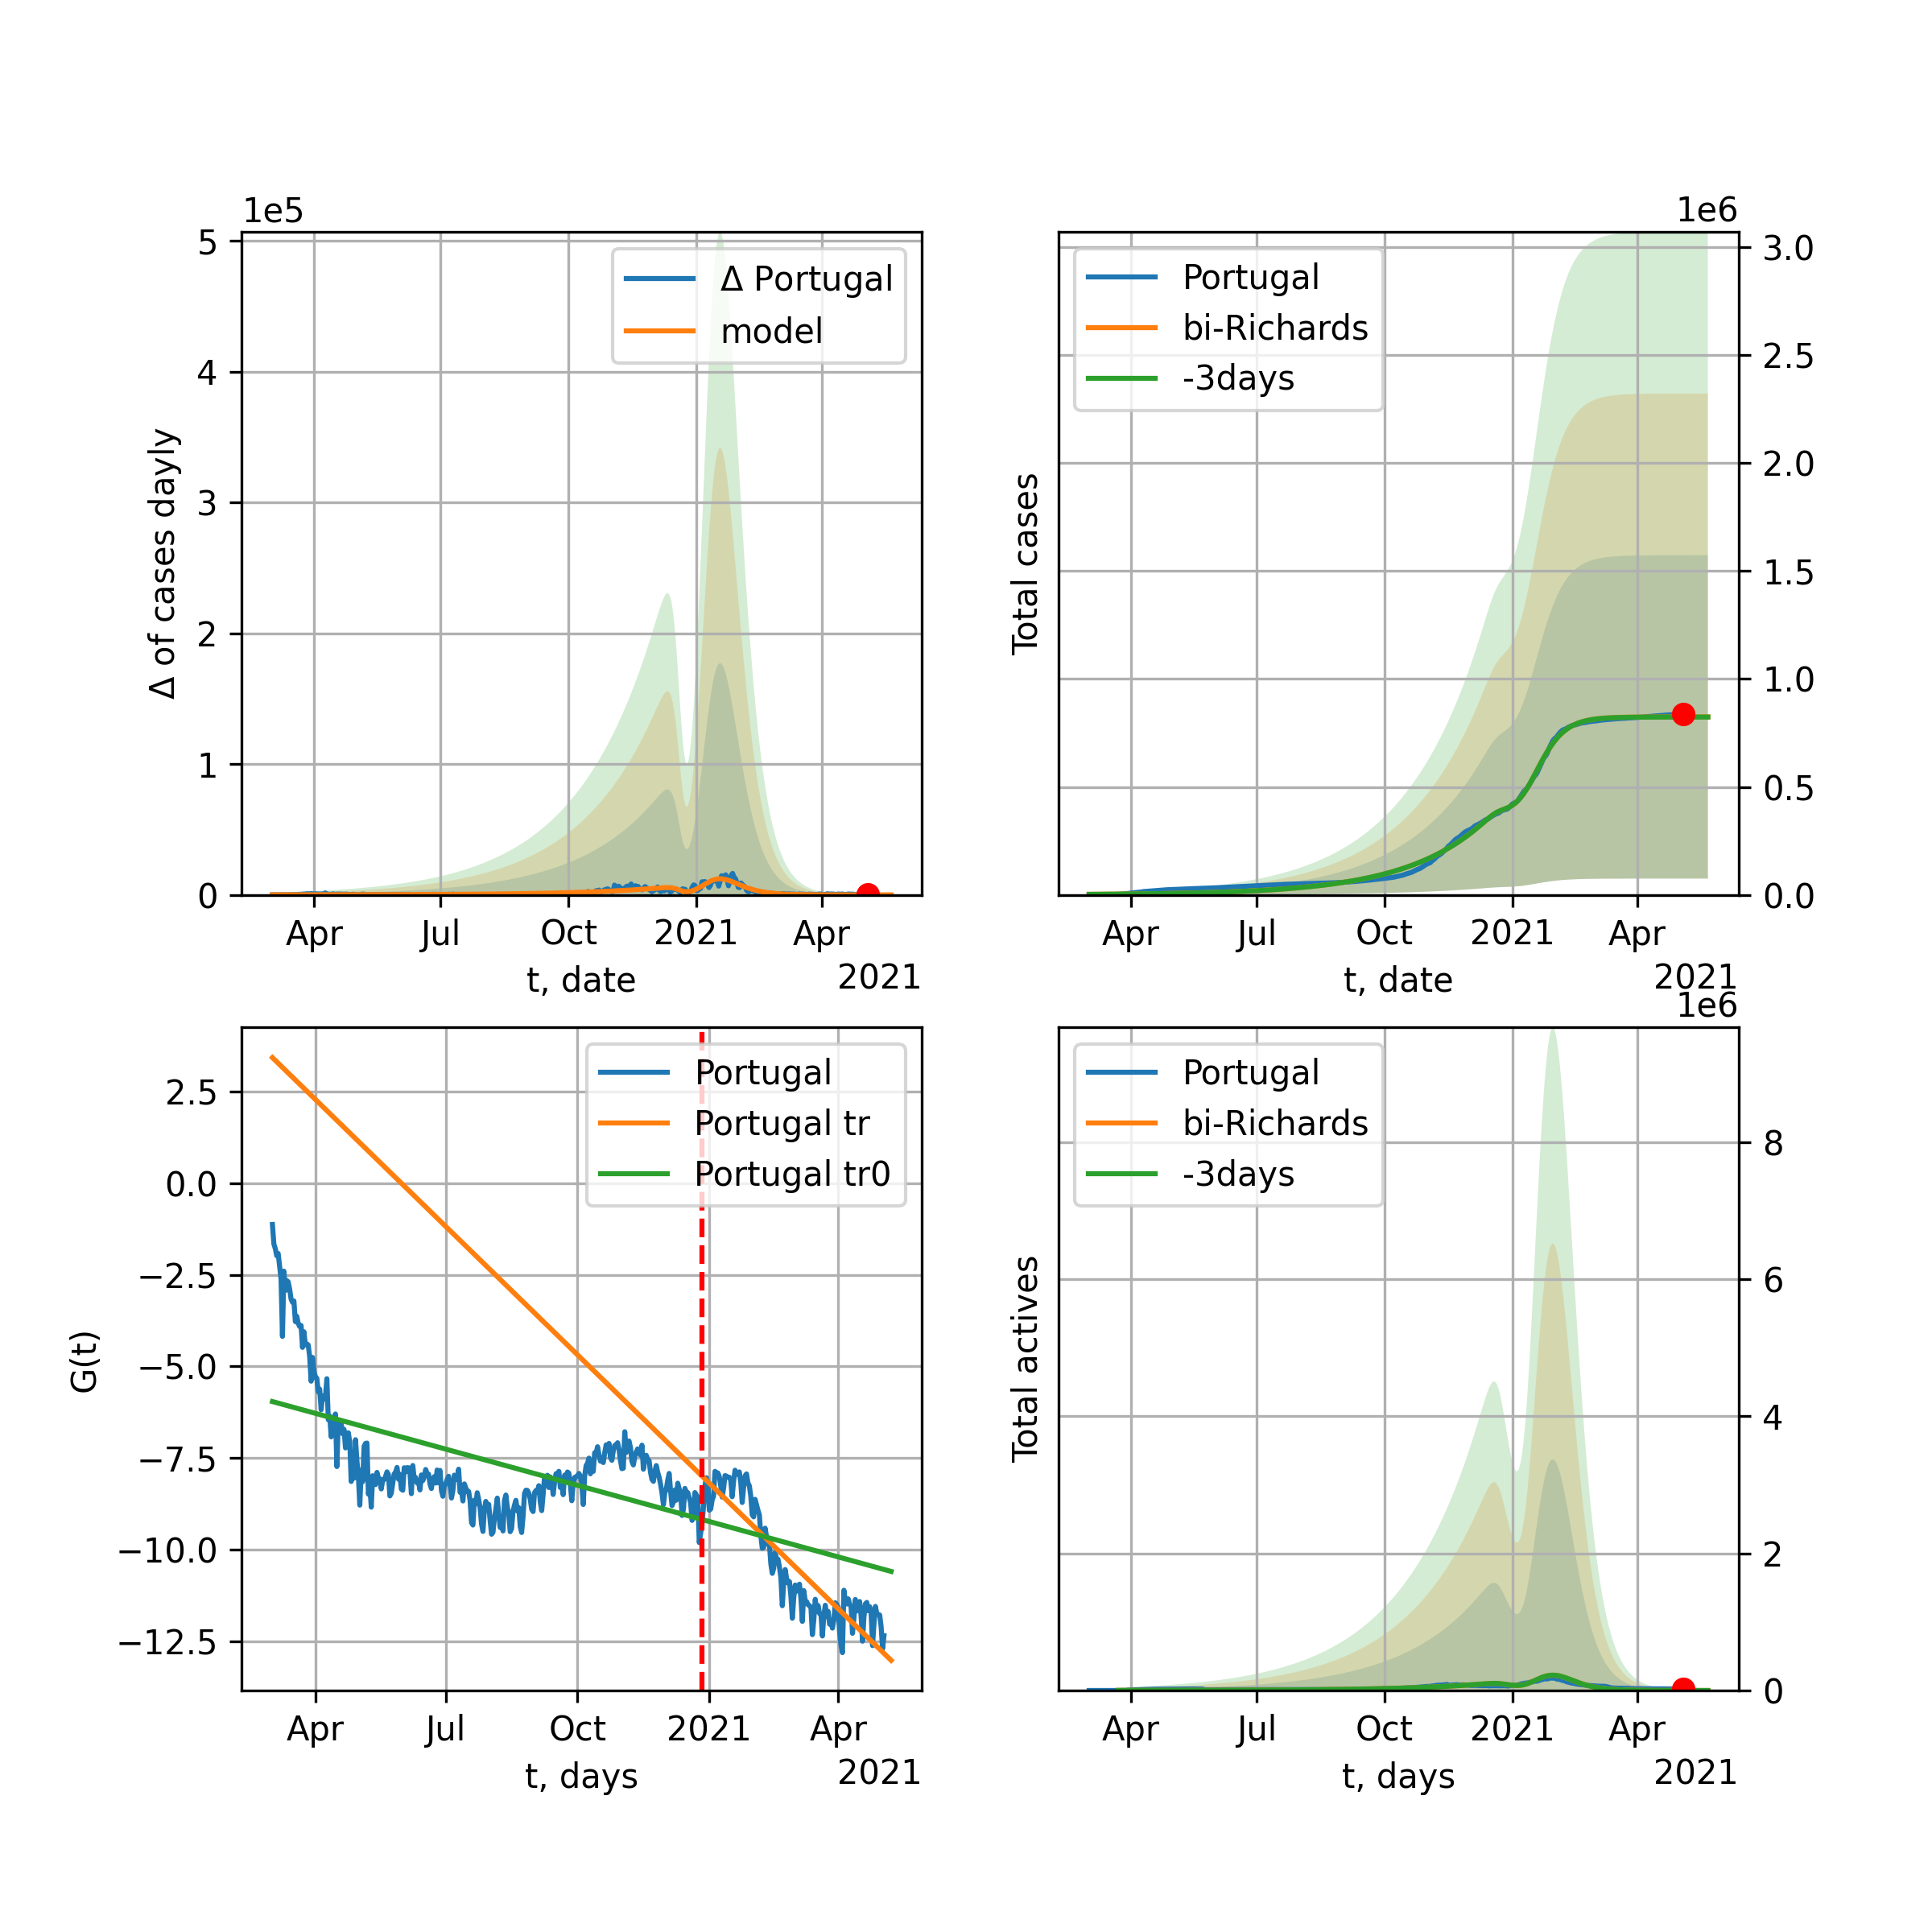 1e5
5
4
3
2
1
0
Δ of cases dayly
Δ Portugal
model
Apr
Jul
Oct
2021
Apr
t, date
2021
1e6
3.0
2.5
2.0
1.5
1.0
0.5
0.0
Total cases
Portugal
bi-Richards
-3days
Apr
Jul
Oct
2021
Apr
t, date
2021
2.5
0.0
−2.5
−5.0
−7.5
−10.0
−12.5
G(t)
Portugal
Portugal tr
Portugal tr0
Apr
Jul
Oct
2021
Apr
t, days
2021
1e6
8
6
4
2
0
Total actives
Portugal
bi-Richards
-3days
Apr
Jul
Oct
2021
Apr
t, days
2021